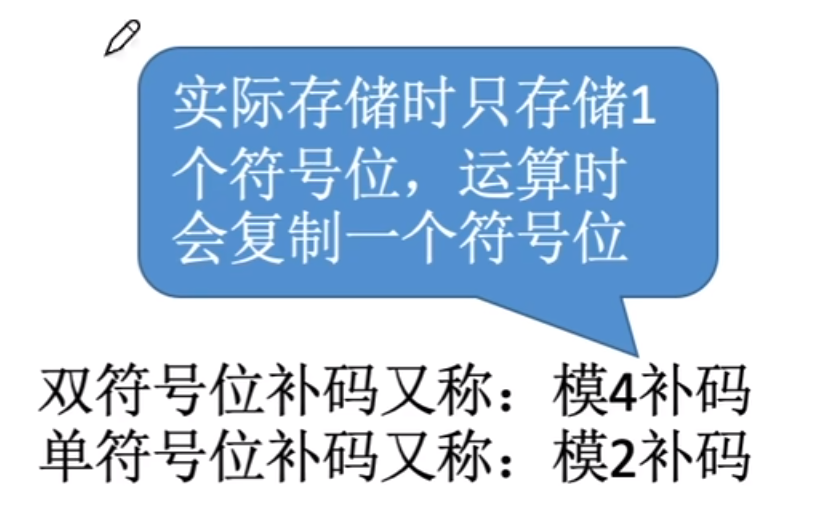 实际存储时只存储1
个符号位，运算时
会复制一个符号位
双符号位补码又称：模4补码
单符号位补码又称：模2补码